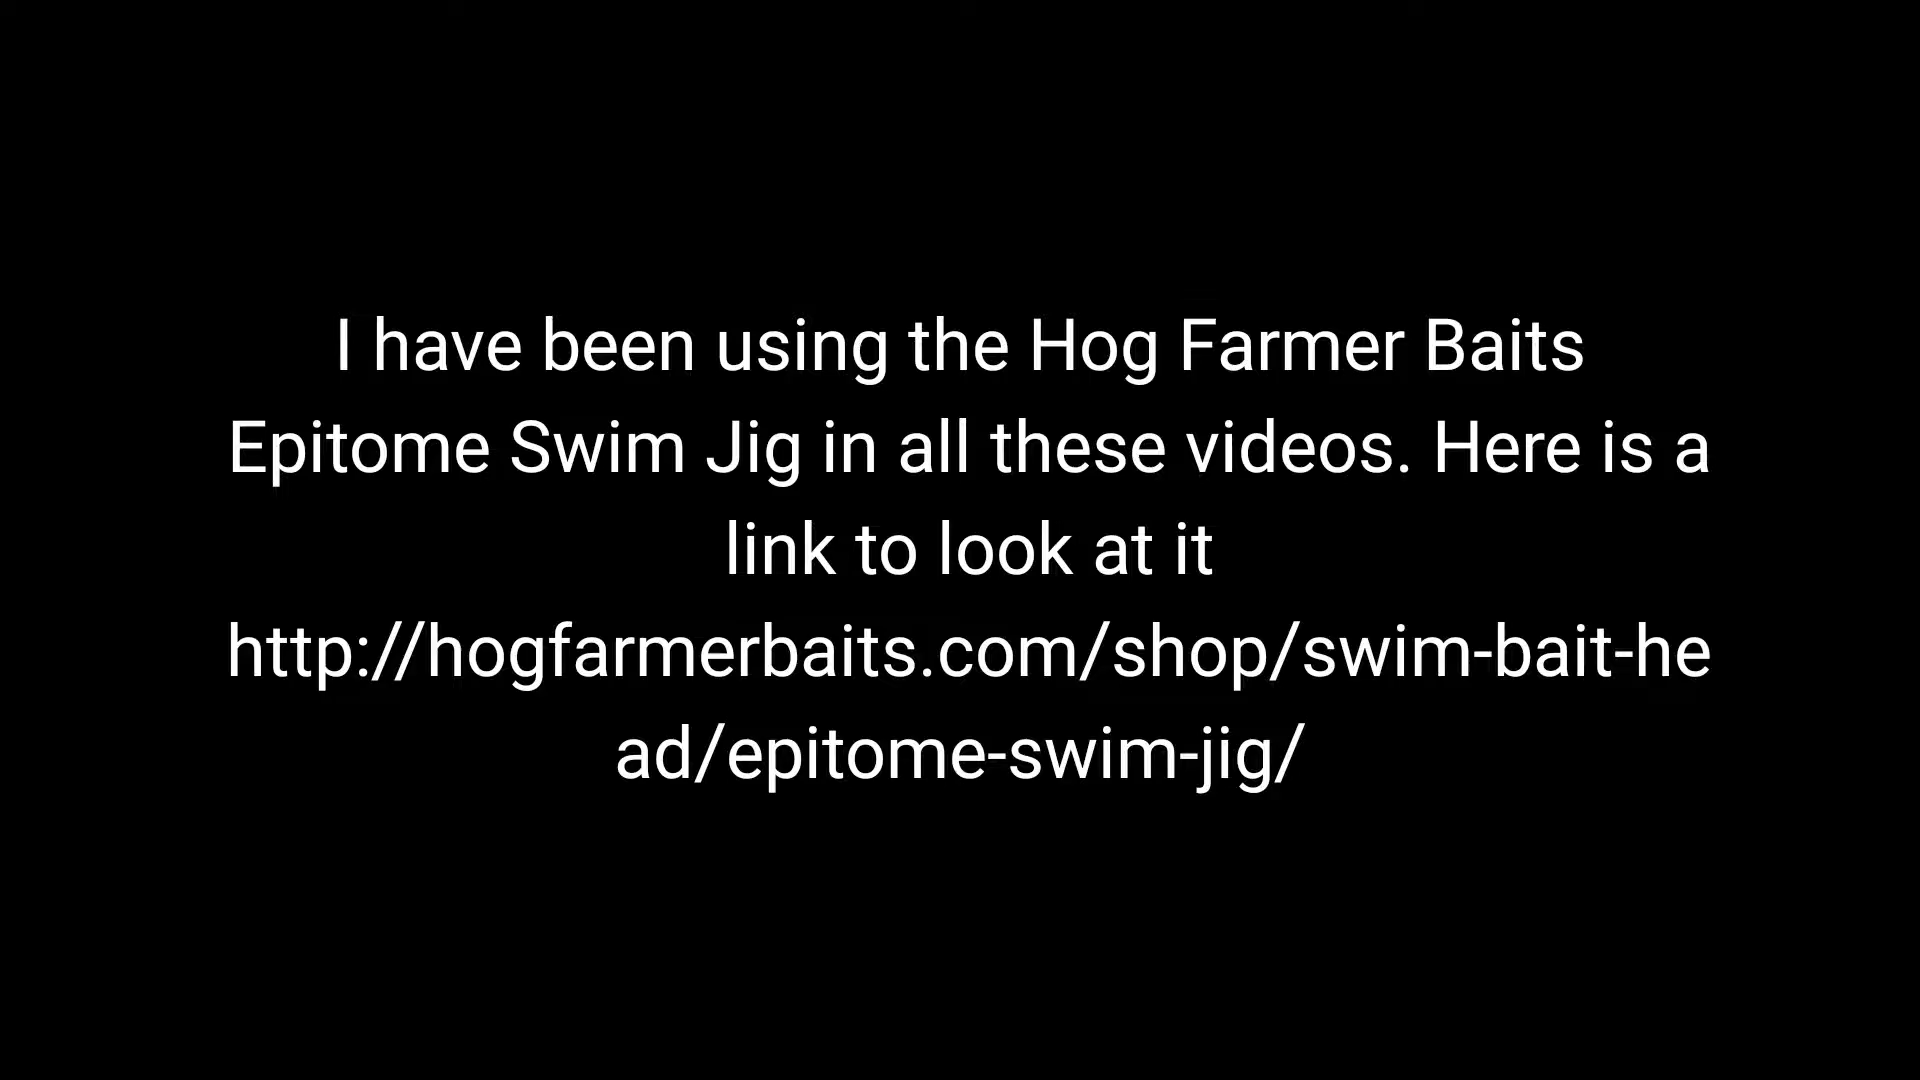 I have been using the Hog Farmer Baits
Epitome Swim Jig in all these videos. Here is a
link to look at it
http://hogfarmerbaits.com/shop/swim-bait-he
ad/epitome-swim-jig/